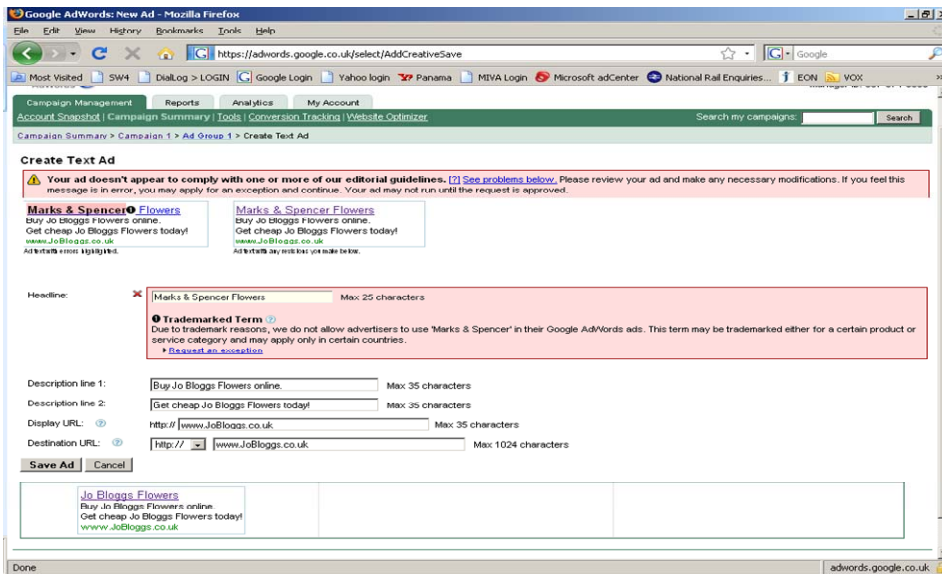 Google AdWords: New Ad - Mozilla Firefox
File Edit View History Bookmarks Tools Help
https://adwords.google.co.uk/select/AddCreativeSave
Google
Most Visited SW4 DialLog > LOGIN Google Login Yahoo login Panama MIVA Login Microsoft adCenter National Rail Enquiries... EON VOX
Campaign Management Reports Analytics My Account
Account Snapshot | Campaign Summary | Tools | Conversion Tracking | Website Optimizer Search my campaigns: Search
Campaign Summary > Campaign 1 > Ad Group 1 > Create Text Ad
Create Text Ad
Your ad doesn't appear to comply with one or more of our editorial guidelines. [?] See problems below. Please review your ad and make any necessary modifications. If you feel this
message is in error, you may apply for an exception and continue. Your ad may not run until the request is approved.
Marks & Spencer Flowers Marks & Spencer Flowers
Buy Jo Bloggs Flowers online. Buy Jo Bloggs Flowers online.
Get cheap Jo Bloggs Flowers today! Get cheap Jo Bloggs Flowers today!
www.JoBloggs.co.uk www.JoBloggs.co.uk
Ad text with errors highlighted. Ad text with any revisions you make below.
Headline: Marks & Spencer Flowers Max 25 characters
Trademarked Term
Due to trademark reasons, we do not allow advertisers to use 'Marks & Spencer' in their Google AdWords ads. This term may be trademarked either for a certain product or
service category and may apply only in certain countries.
Request an exception
Description line 1: Buy Jo Bloggs Flowers online. Max 35 characters
Description line 2: Get cheap Jo Bloggs Flowers today! Max 35 characters
Display URL: http:// www.JoBloggs.co.uk Max 35 characters
Destination URL: http:// www.JoBloggs.co.uk Max 1024 characters
Save Ad Cancel
Jo Bloggs Flowers
Buy Jo Bloggs Flowers online.
Get cheap Jo Bloggs Flowers today!
www.JoBloggs.co.uk
Done adwords.google.co.uk